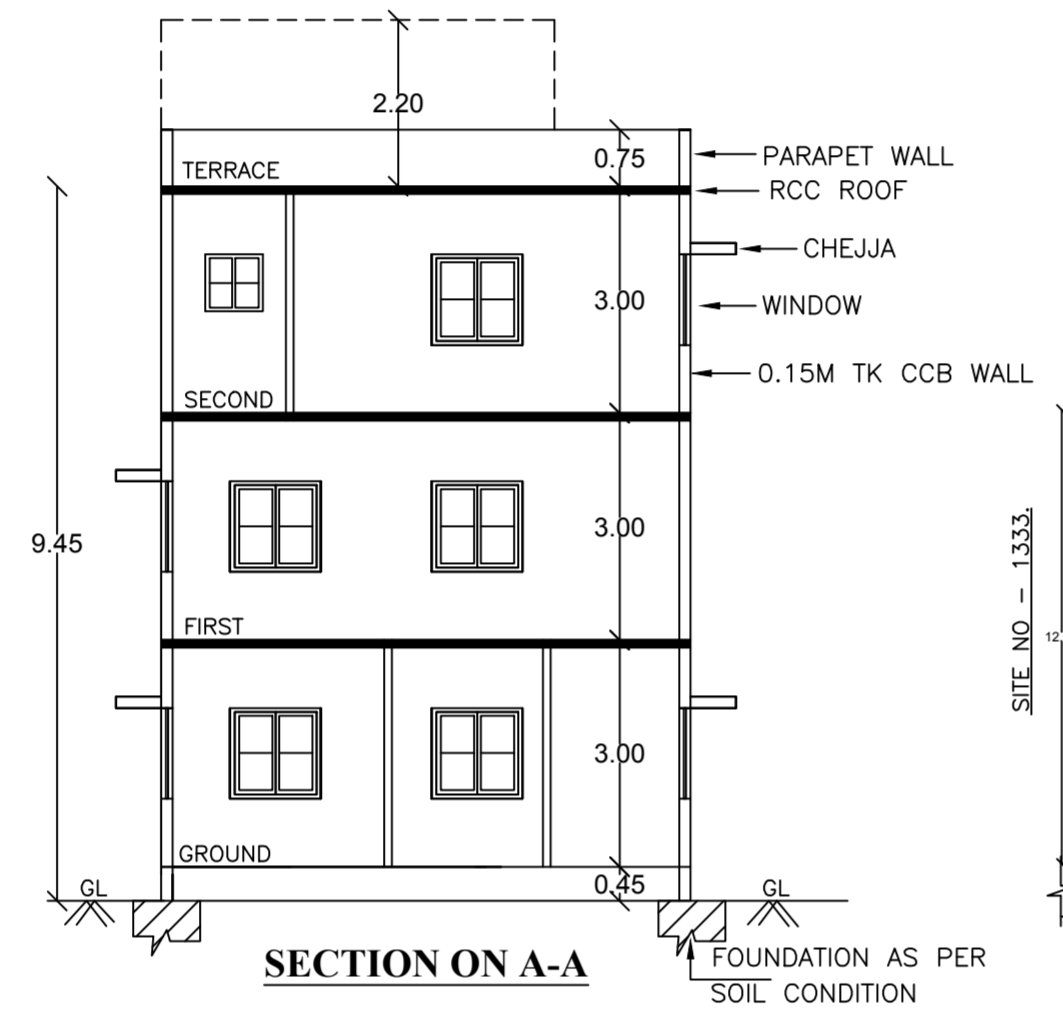 2.20
TERRACE
0.75
PARAPET WALL
RCC ROOF
CHEJJA
3.00
WINDOW
0.15M TK CCB WALL
SECOND
9.45
3.00
FIRST
SITE NO - 1333.
12
3.00
GROUND
0.45
GL
GL
SECTION ON A-A
FOUNDATION AS PER
SOIL CONDITION